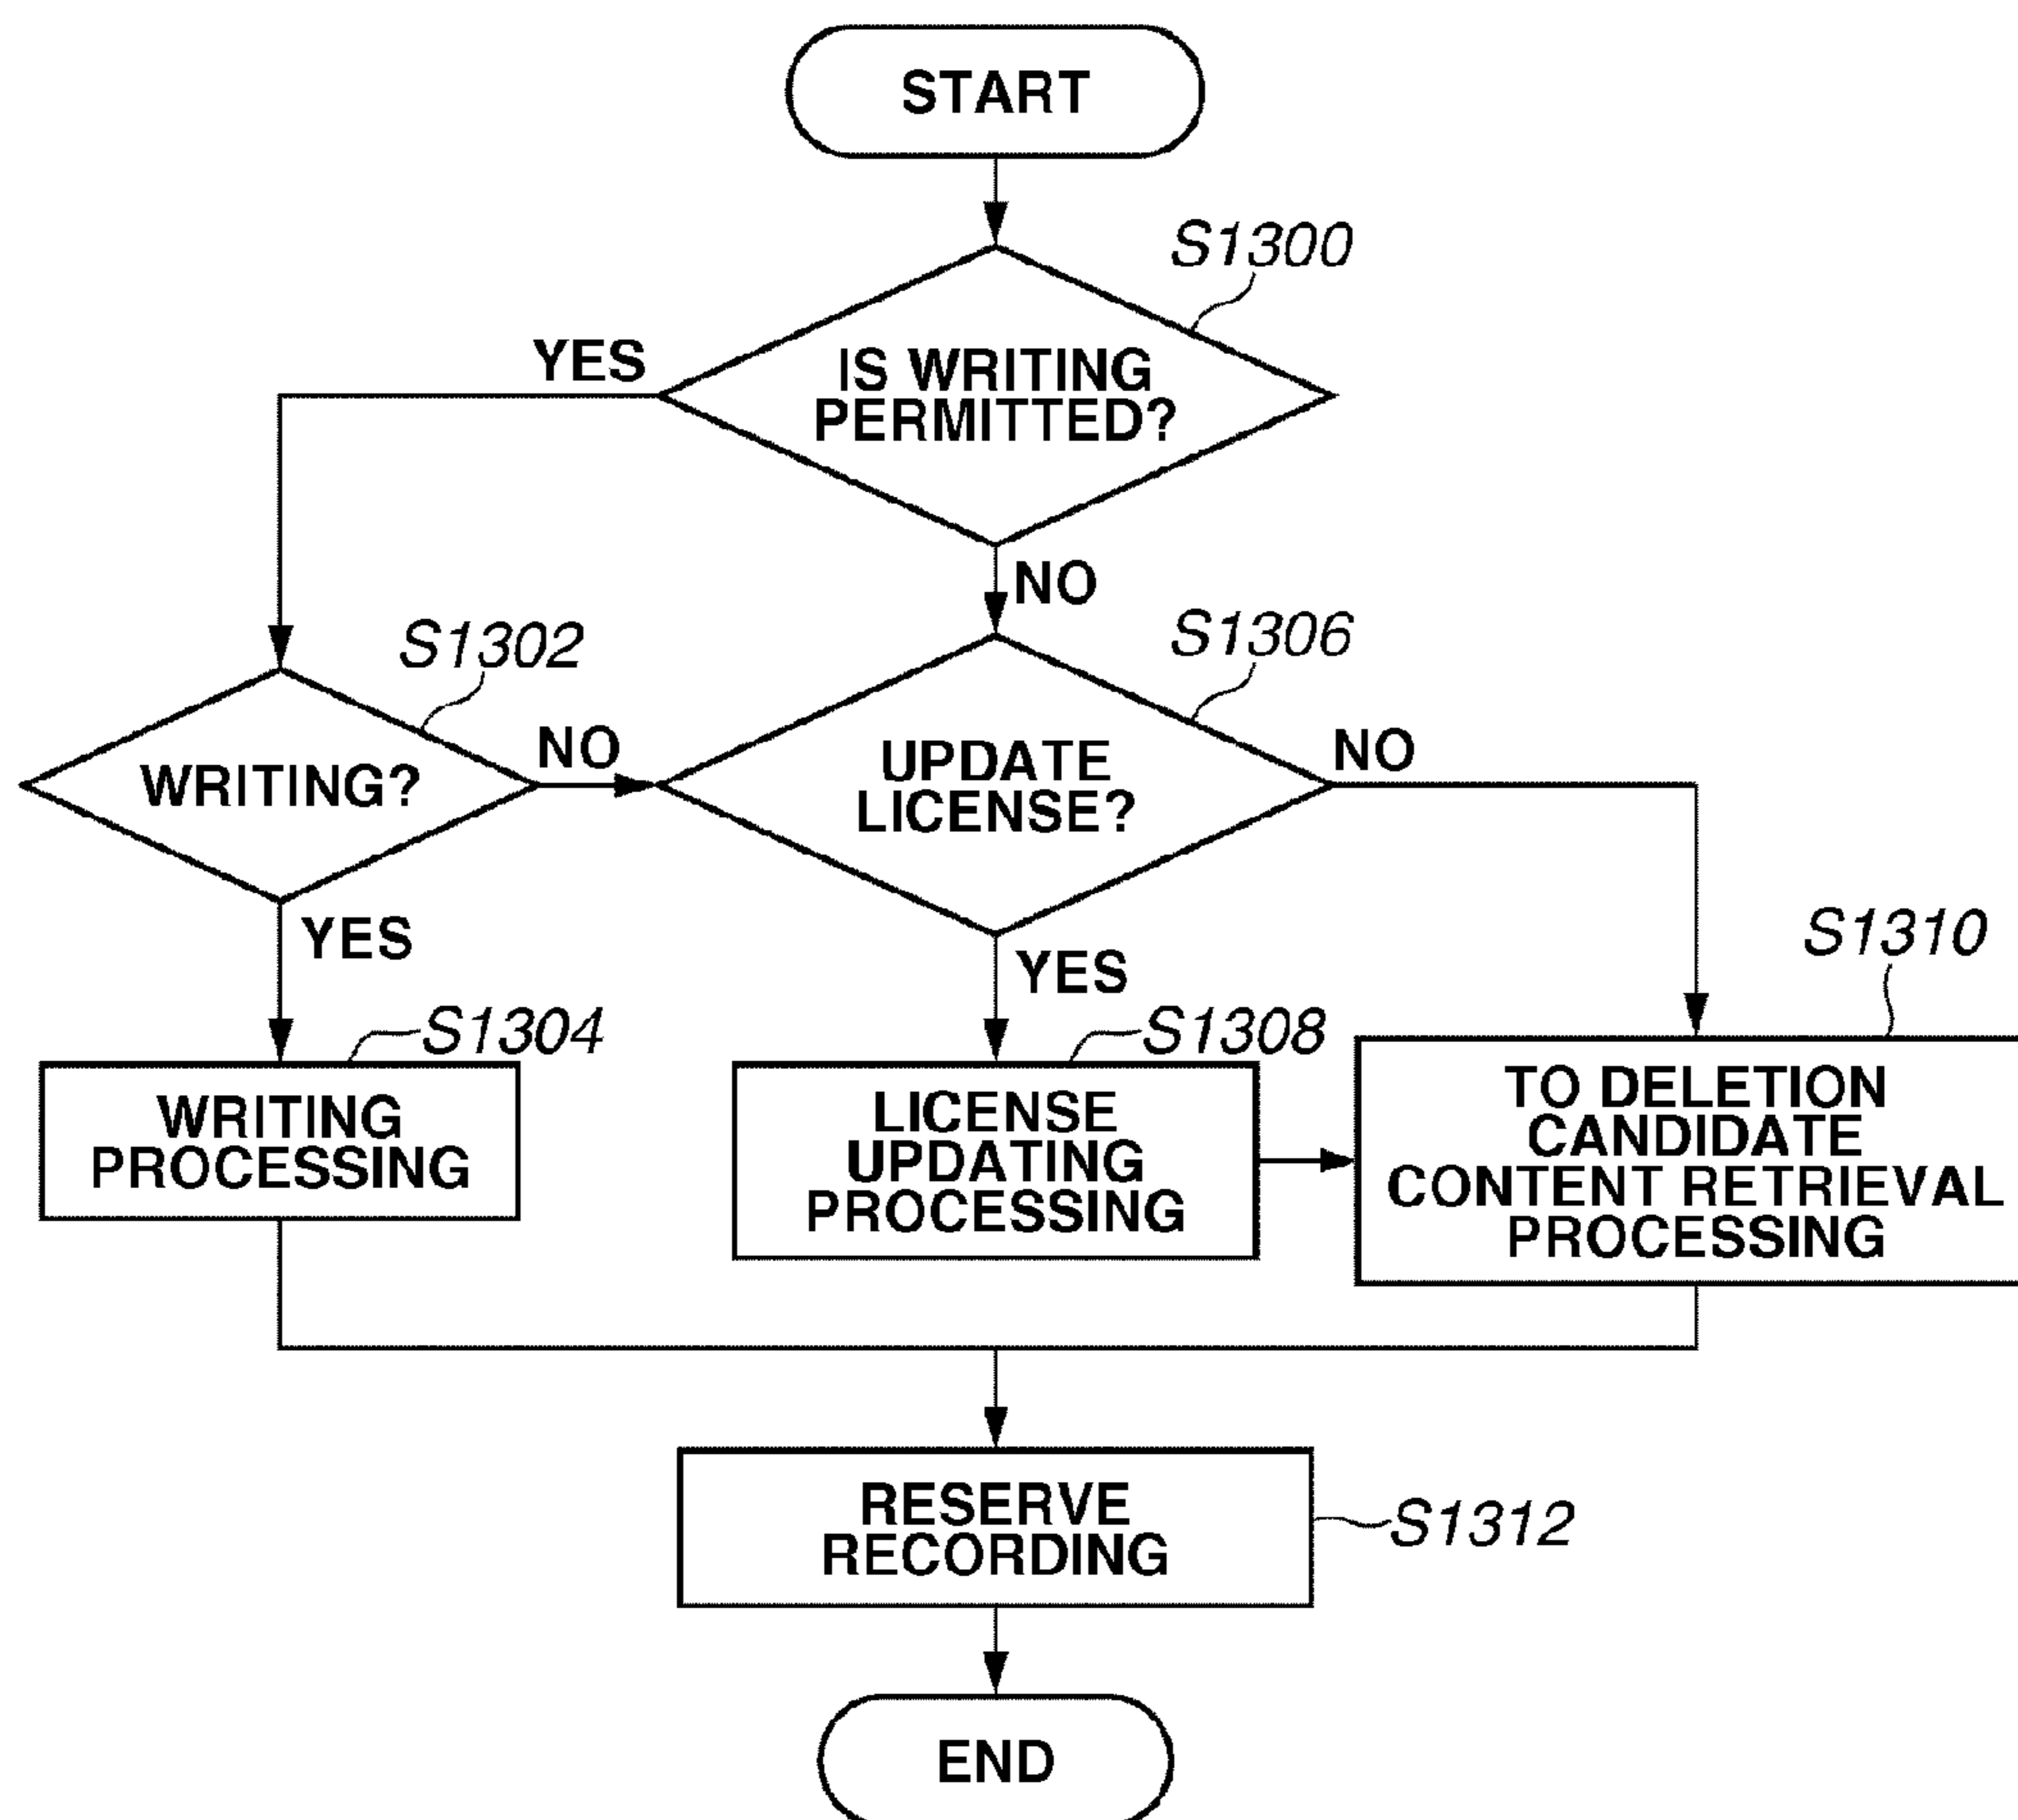 START
S1300
YES
IS WRITING
PERMITTED?
NO
S1302
S1306
WRITING?
NO
UPDATE
LICENSE?
NO
YES
YES
S1310
S1304
S1308
WRITING
PROCESSING
LICENSE
UPDATING
PROCESSING
TO DELETION
CANDIDATE
CONTENT RETRIEVAL
PROCESSING
RESERVE
RECORDING
S1312
END